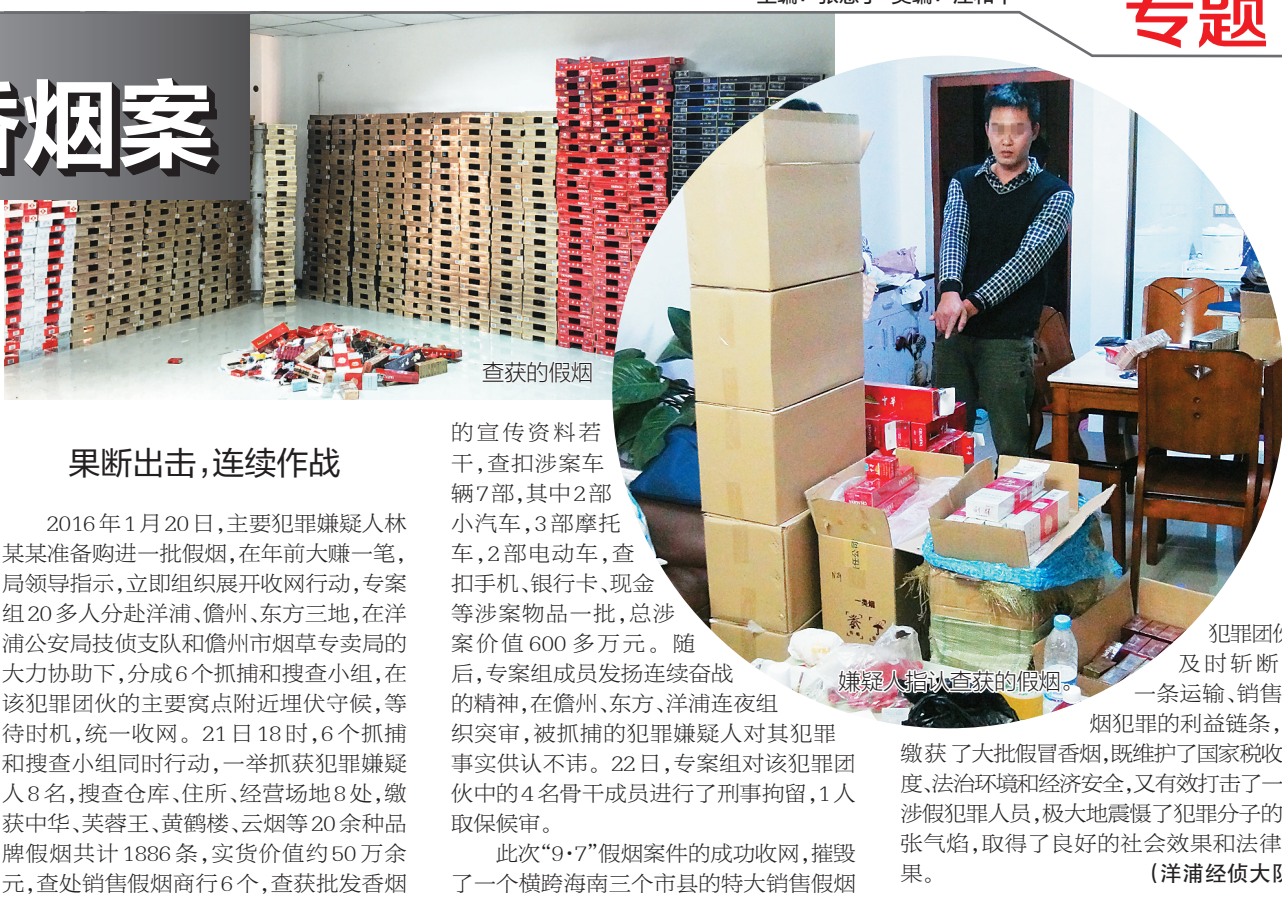 专题
香烟案
查获的假烟
果断出击,连续作战
2016年1月20日,主要犯罪嫌疑人林
某某准备购进一批假烟,在年前大赚一笔,
局领导指示,立即组织展开收网行动,专案
组20多人分赴洋浦、儋州、东方三地,在洋
浦公安局技侦支队和儋州市烟草专卖局的
大力协助下,分成6个抓捕和搜查小组,在
该犯罪团伙的主要窝点附近埋伏守候,等
待时机,统一收网。21日18时,6个抓捕
和搜查小组同时行动,一举抓获犯罪嫌疑
人8名,搜查仓库、住所、经营场地8处,缴
获中华、芙蓉王、黄鹤楼、云烟等20余种品
牌假烟共计1886条,实货价值约50万余
元,查处销售假烟商行6个,查获批发香烟
的宣传资料若
干,查扣涉案车
辆7部,其中2部
小汽车,3部摩托
车,2部电动车,查
扣手机、银行卡、现金
等涉案物品一批,总涉
案价值600多万元。随
后,专案组成员发扬连续奋战
的精神,在儋州、东方、洋浦连夜组
织突审,被抓捕的犯罪嫌疑人对其犯罪
事实供认不讳。22日,专案组对该犯罪团
伙中的4名骨干成员进行了刑事拘留,1人
取保候审。
此次“9·7”假烟案件的成功收网,摧毁
了一个横跨海南三个市县的特大销售假烟
中华
一类烟
嫌疑人指认查获的假烟。
犯罪团伙
及时斩断
一条运输、销售
烟犯罪的利益链条,
缴获了大批假冒香烟,既维护了国家税收
度、法治环境和经济安全,又有效打击了一
涉假犯罪人员,极大地震慑了犯罪分子的
张气焰,取得了良好的社会效果和法律
果。
(洋浦经侦大队